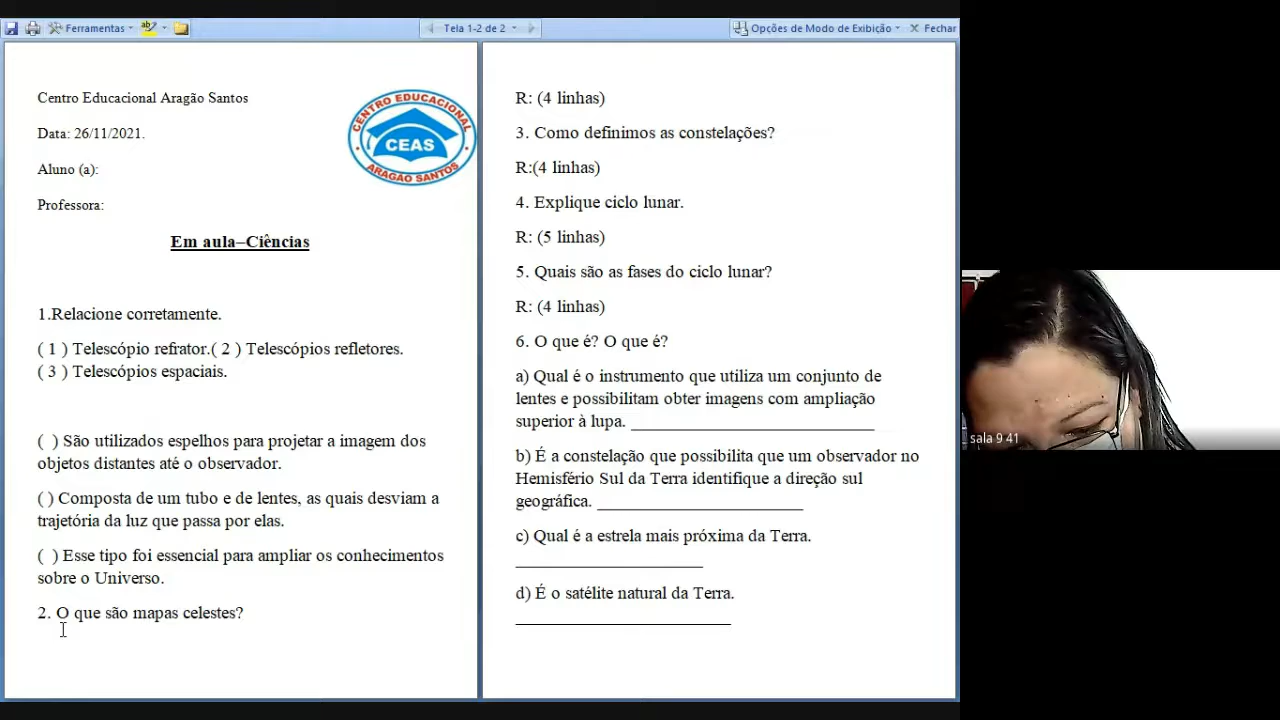 Ferramentas
Tela 1-2 de 2
Opções de Modo de Exibição
Fechar
Centro Educacional Aragão Santos
Data: 26/11/2021.
Aluno (a):
Professora:
CENTRO EDUCACIONAL
CEAS
ARAGAO SANTOS
Em aula–Ciências
1.Relacione corretamente.
( 1 ) Telescópio refrator.( 2 ) Telescópios refletores.
( 3 ) Telescópios espaciais.
( ) São utilizados espelhos para projetar a imagem dos
objetos distantes até o observador.
( ) Composta de um tubo e de lentes, as quais desviam a
trajetória da luz que passa por elas.
( ) Esse tipo foi essencial para ampliar os conhecimentos
sobre o Universo.
2. O que são mapas celestes?
R: (4 linhas)
3. Como definimos as constelações?
R:(4 linhas)
4. Explique ciclo lunar.
R: (5 linhas)
5. Quais são as fases do ciclo lunar?
R: (4 linhas)
6. O que é? O que é?
a) Qual é o instrumento que utiliza um conjunto de
lentes e possibilitam obter imagens com ampliação
superior à lupa. ___________________________
b) É a constelação que possibilita que um observador no
Hemisfério Sul da Terra identifique a direção sul
geográfica. _______________________
c) Qual é a estrela mais próxima da Terra.
_____________________
d) É o satélite natural da Terra.
________________________
sala 9 41